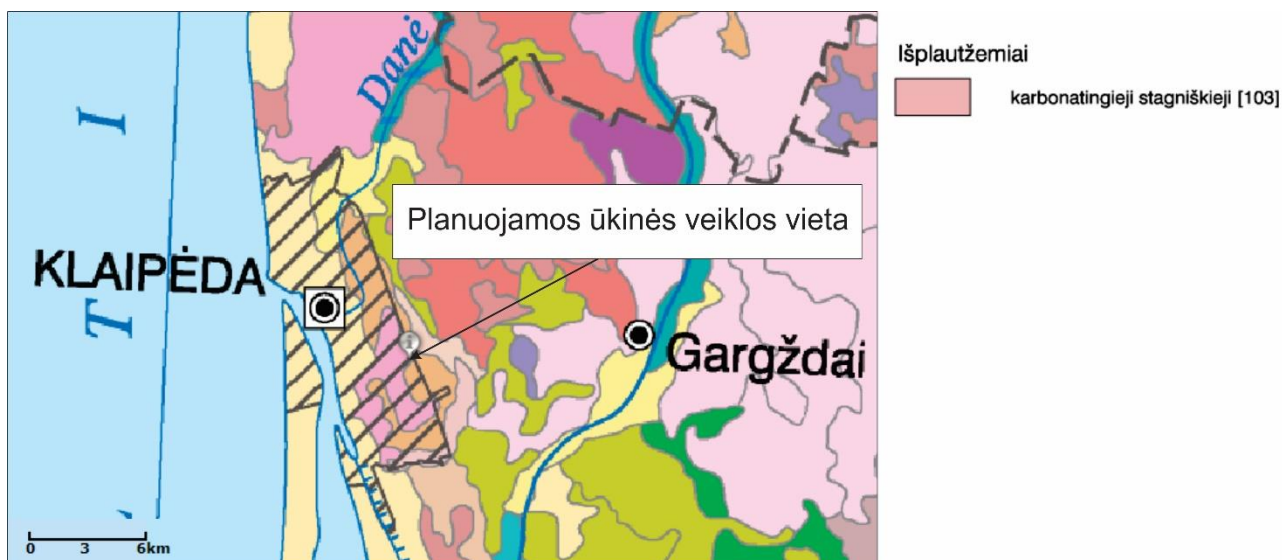 Danė
I
T
KLAIPĖDA
Planuojamos ūkinės veiklos vieta
Gargždai
0 3 6km
Išplautžemiai
karbonatingieji stagniškieji [103]